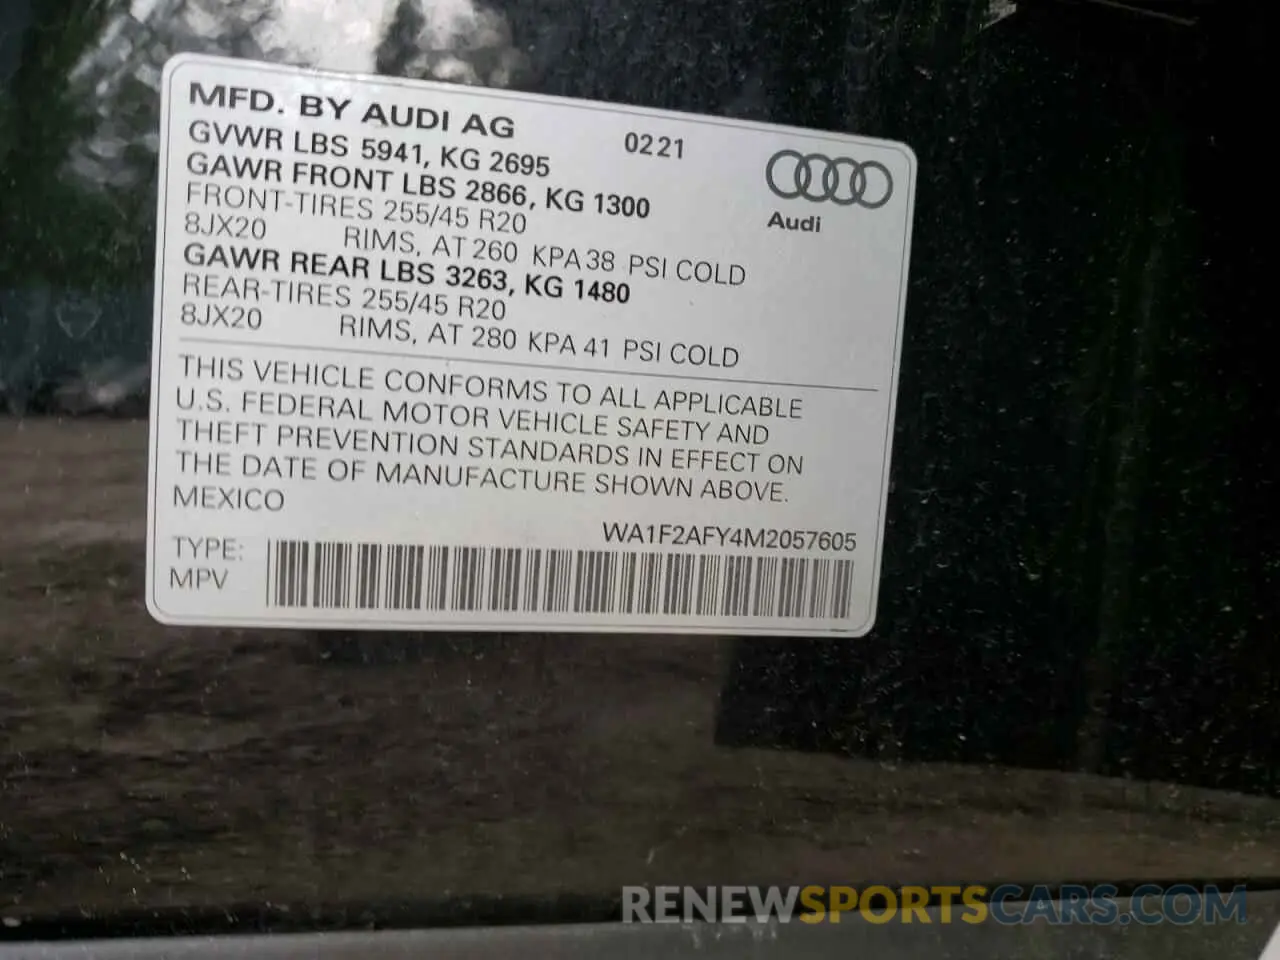 MFD. BY AUDI AG 0221
GVWR LBS 5941, KG 2695
GAWR FRONT LBS 2866, KG 1300
FRONT-TIRES 255/45 R20
8JX20 RIMS, AT 260 KPA 38 PSI COLD
GAWR REAR LBS 3263, KG 1480
REAR-TIRES 255/45 R20
8JX20 RIMS, AT 280 KPA 41 PSI COLD
Audi
THIS VEHICLE CONFORMS TO ALL APPLICABLE
U.S. FEDERAL MOTOR VEHICLE SAFETY AND
THEFT PREVENTION STANDARDS IN EFFECT ON
THE DATE OF MANUFACTURE SHOWN ABOVE.
MEXICO
WA1F2AFY4M2057605
TYPE:
MPV
RENEWSPORTSCARS.COM